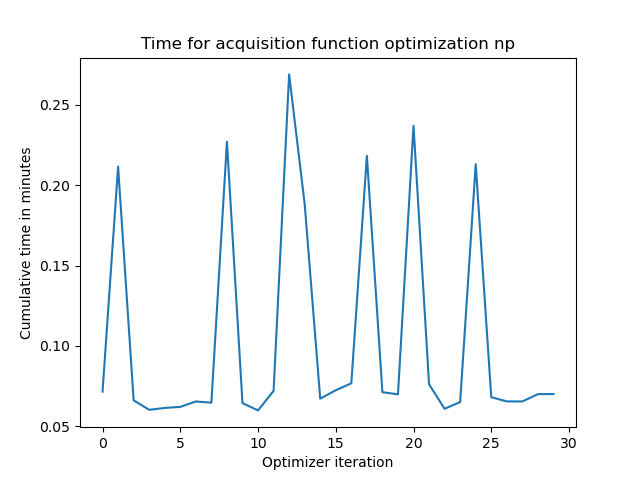 Time for acquisition function optimization np
Cumulative time in minutes
0.25
0.20
0.15
0.10
0.05
0 5 10 15 20 25 30
Optimizer iteration